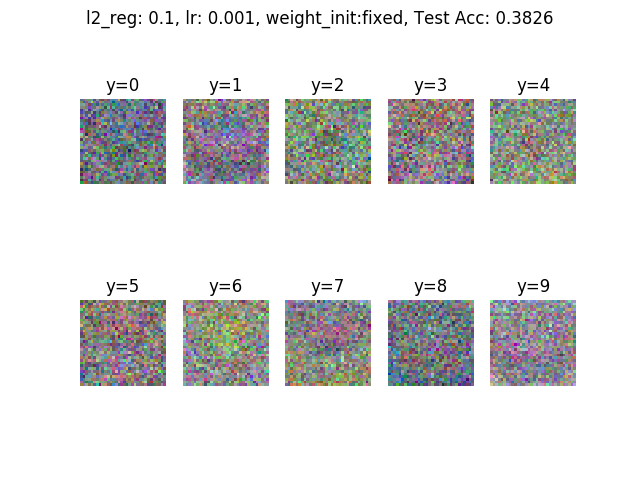 l2_reg: 0.1, lr: 0.001, weight_init:fixed, Test Acc: 0.3826
y=0 y=1 y=2 y=3 y=4
y=5 y=6 y=7 y=8 y=9